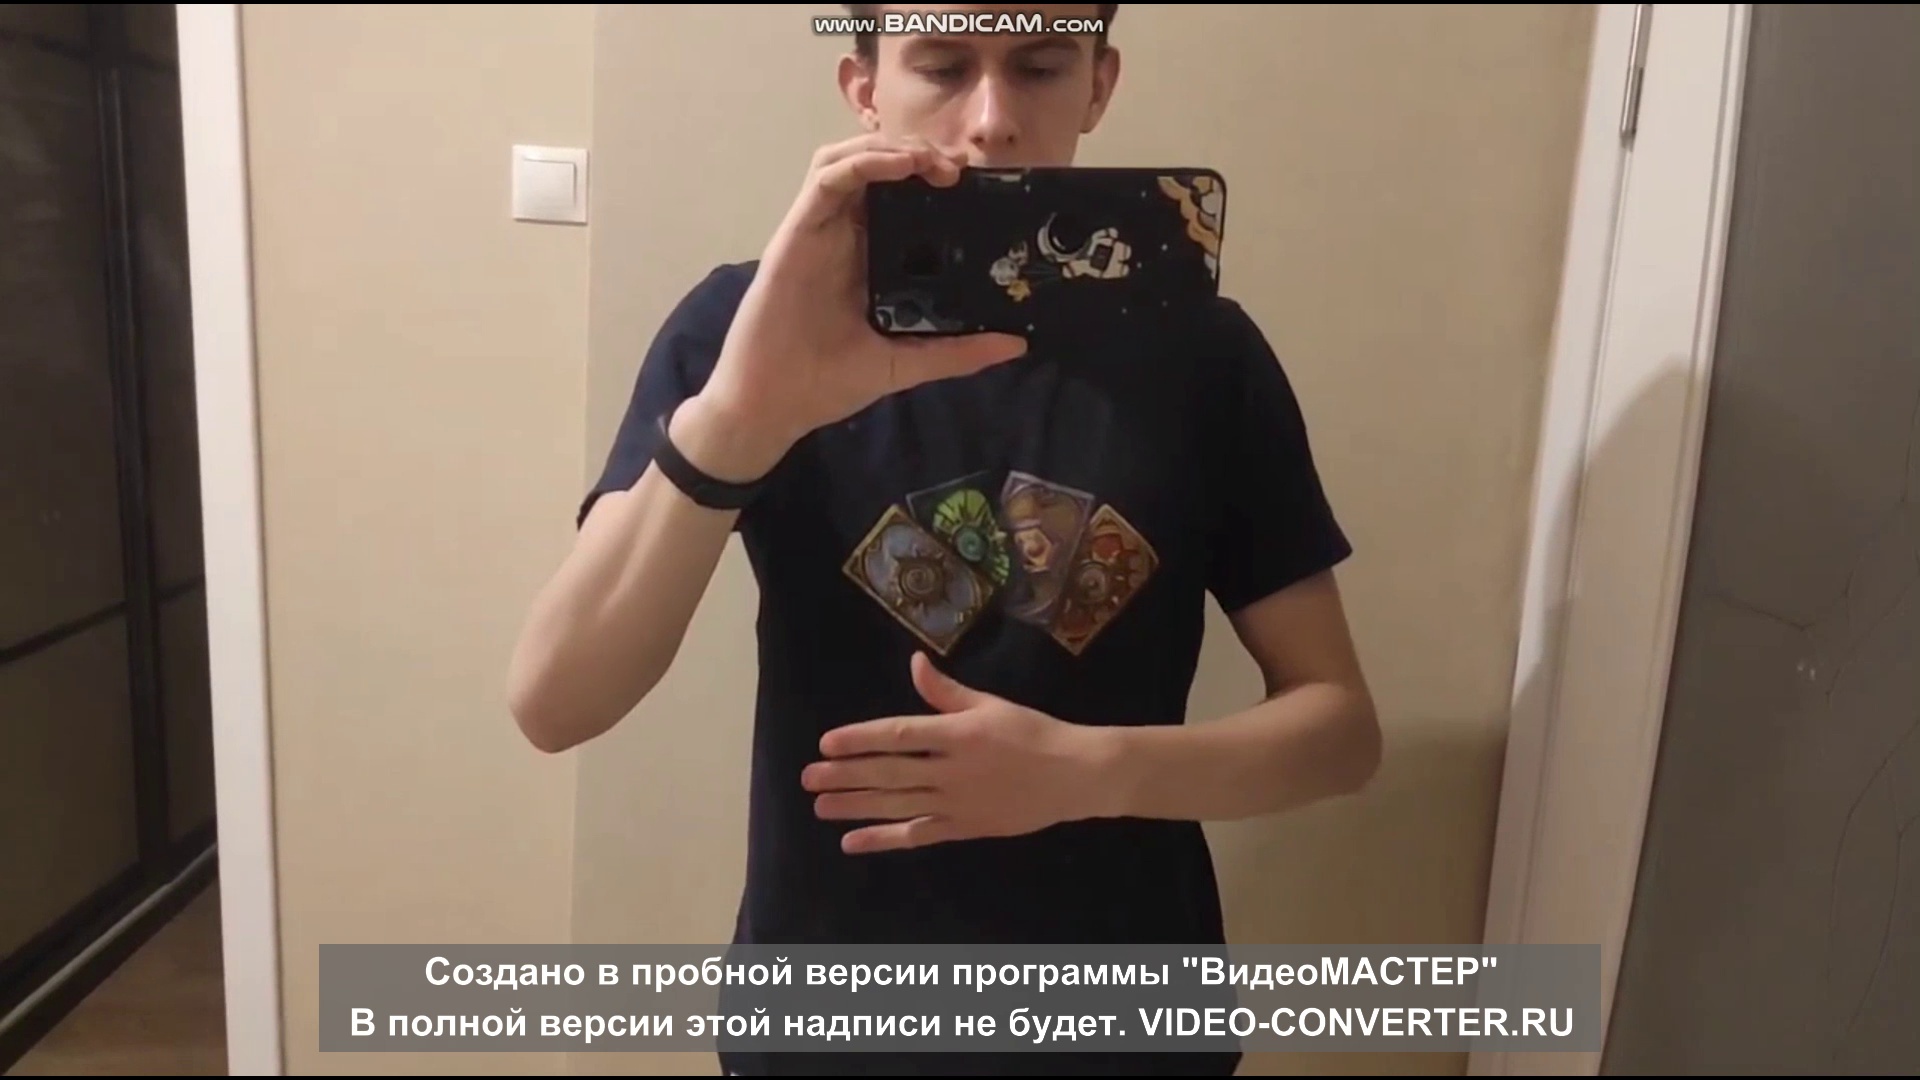 www.BANDICAM.com
Создано в пробной версии программы "ВидеоМАСТЕР"
В полной версии этой надписи не будет. VIDEO-CONVERTER.RU